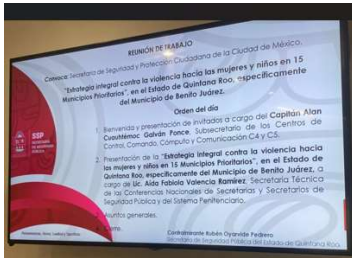 REUNIÓN DE TRABAJO
Convoca: Secretaría de Seguridad y Protección Ciudadana de la Ciudad de México.
"Estrategia integral contra la violencia hacia las mujeres y niños en 15
Municipios Prioritarios", en el Estado de Quintana Roo, específicamente
del Municipio de Benito Juárez.
Orden del día
1. Bienvenida y presentación de invitados a cargo del Capitán Alan
Cuauhtémoc Galván Ponce, Subsecretario de los Centros de
Control, Comando, Cómputo y Comunicación C4 y C5.
2. Presentación de la "Estrategia integral contra la violencia hacia
las mujeres y niños en 15 Municipios Prioritarios", en el Estado de
Quintana Roo, específicamente del Municipio de Benito Juárez, a
cargo de Lic. Aida Fabiola Valencia Ramírez, Secretaria Técnica
de las Conferencias Nacionales de Secretarias y Secretarios de
Seguridad Pública y del Sistema Penitenciario.
3. Asuntos generales.
SSP
SECRETARÍA
DE SEGURIDAD
PÚBLICA
Contralmirante Rubén Oyarvide Pedrero
Secretario de Seguridad Pública del Estado de Quintana Roo.